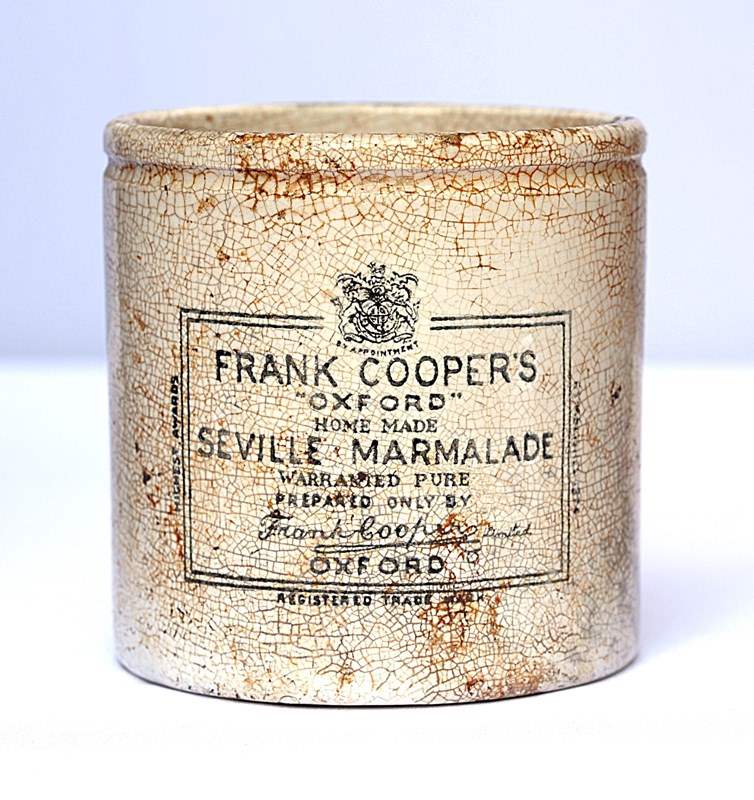 BY APPOINTMENT
FRANK COOPER'S
"OXFORD"
HOME MADE
SEVILLE MARMALADE
WARRANTED PURE
PREPARED ONLY BY
Frank Cooper Limited
OXFORD
REGISTERED TRADE MARK
HIGHEST AWARDS